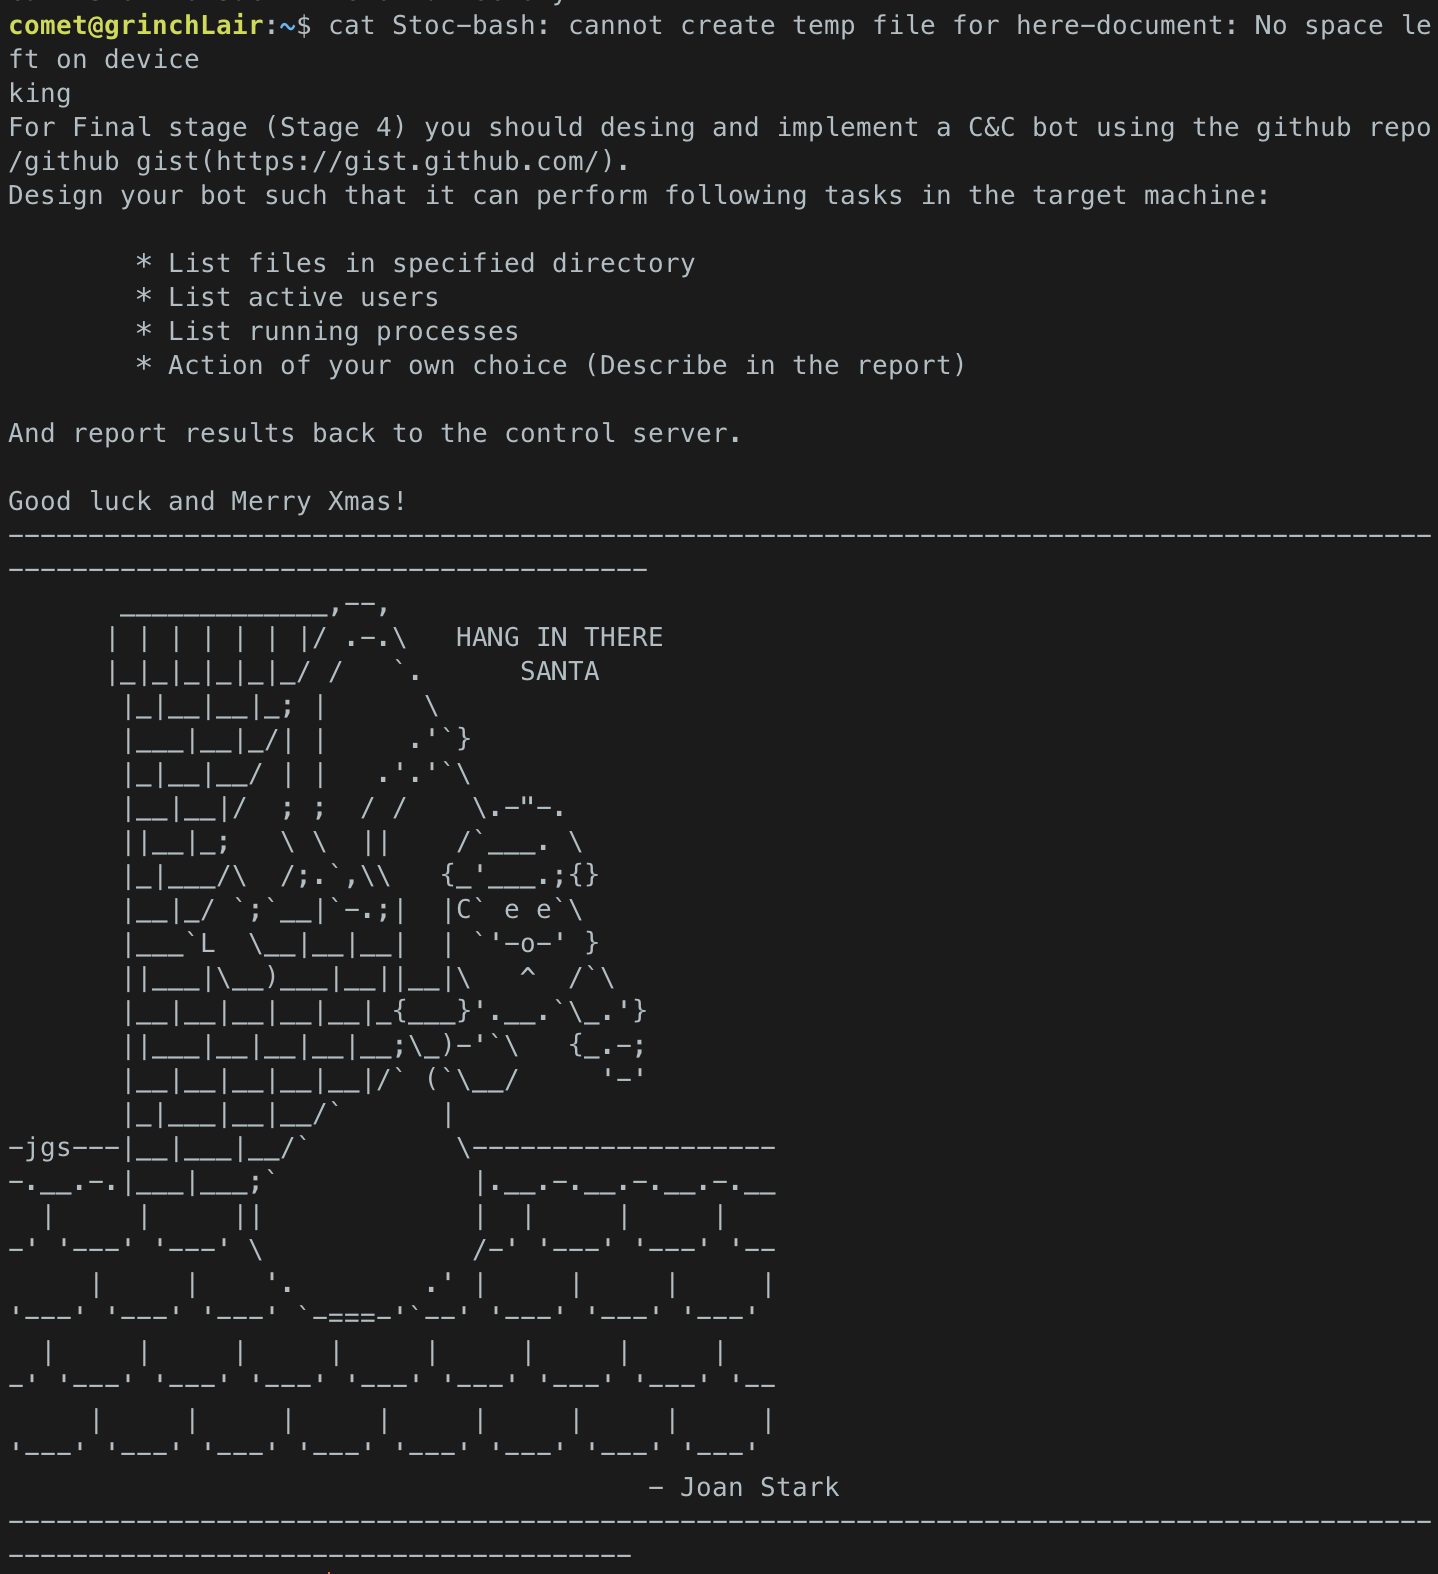 comet@grinchLair:~$ cat Stoc-bash: cannot create temp file for here-document: No space le
ft on device
king
For Final stage (Stage 4) you should desing and implement a C&C bot using the github repo
/github gist(https://gist.github.com/).
Design your bot such that it can perform following tasks in the target machine:
* List files in specified directory
* List active users
* List running processes
* Action of your own choice (Describe in the report)
And report results back to the control server.
Good luck and Merry Xmas!
HANG IN THERE
SANTA
-jgs---
- Joan Stark